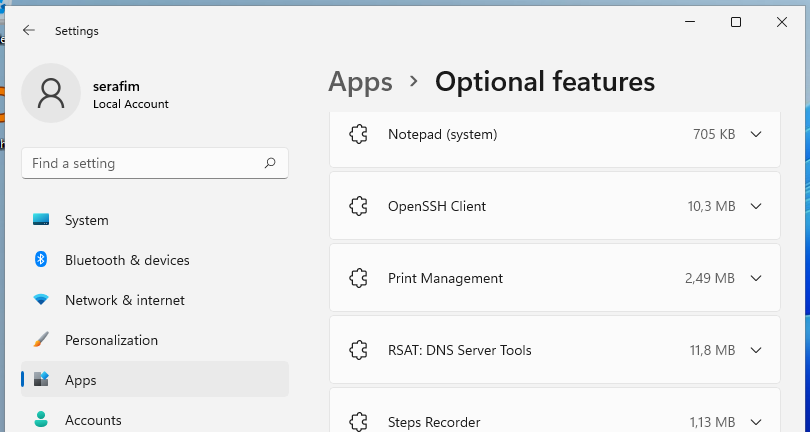 Settings
serafim
Local Account
Find a setting
System
Bluetooth & devices
Network & internet
Personalization
Apps
Accounts
Apps > Optional features
Notepad (system) 705 KB
OpenSSH Client 10,3 MB
Print Management 2,49 MB
RSAT: DNS Server Tools 11,8 MB
Steps Recorder 1,13 MB